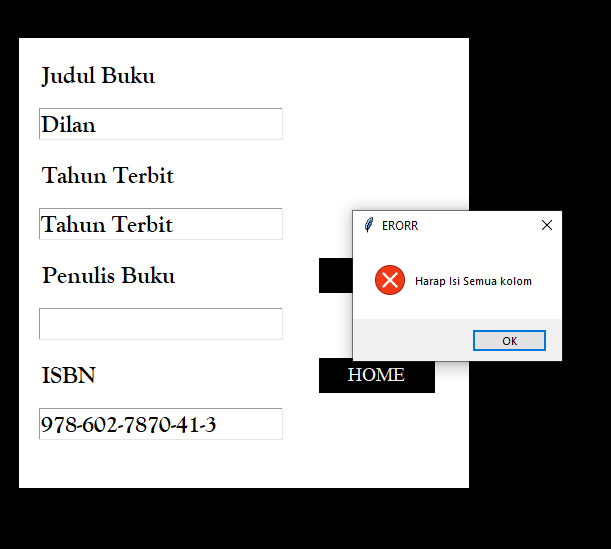 Judul Buku
Dilan
Tahun Terbit
Tahun Terbit
ERORR
Penulis Buku
Harap Isi Semua kolom
OK
ISBN
HOME
978-602-7870-41-3